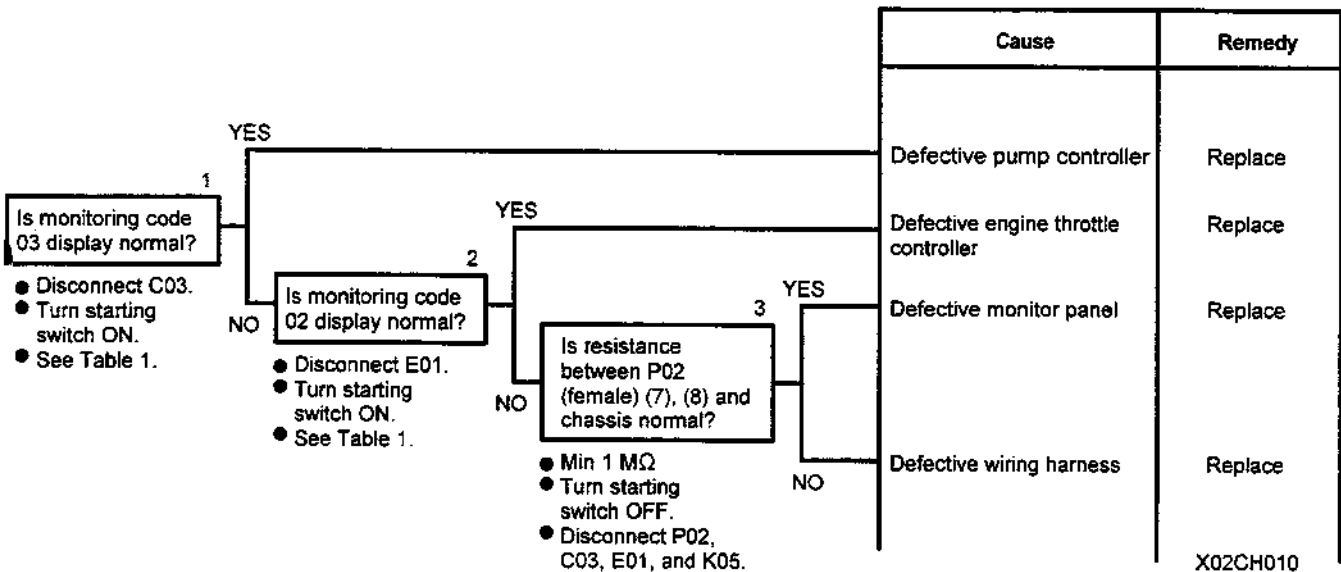 Cause
Remedy
YES
Defective pump controller
Replace
1
Is monitoring code
03 display normal?
● Disconnect C03.
● Turn starting
switch ON.
● See Table 1.
NO
YES
Defective engine throttle
controller
Replace
2
Is monitoring code
02 display normal?
● Disconnect E01.
● Turn starting
switch ON.
● See Table 1.
NO
YES
Defective monitor panel
Replace
3
Is resistance
between P02
(female) (7), (8) and
chassis normal?
● Min 1 MΩ
● Turn starting
switch OFF.
● Disconnect P02,
C03, E01, and K05.
NO
Defective wiring harness
Replace
X02CH010